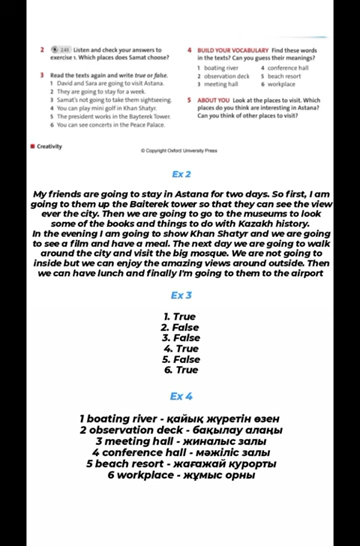 2 2.61 Listen and check your answers to
exercise 1. Which places does Samat choose?
3 Read the texts again and write true or false.
1 David and Sara are going to visit Astana.
2 They are going to stay for a week.
3 Samat's not going to take them sightseeing.
4 You can play mini golf in Khan Shatyr.
5 The president works in the Bayterek Tower.
6 You can see concerts in the Peace Palace.
4 BUILD YOUR VOCABULARY Find these words
in the texts? Can you guess their meanings?
1 boating river 4 conference hall
2 observation deck 5 beach resort
3 meeting hall 6 workplace
5 ABOUT YOU Look at the places to visit. Which
places do you think are interesting in Astana?
Can you think of other places to visit?
Creativity
© Copyright Oxford University Press
Ex 2
My friends are going to stay in Astana for two days. So first, I am
going to them up the Baiterek tower so that they can see the view
ever the city. Then we are going to go to the museums to look
some of the books and things to do with Kazakh history.
In the evening I am going to show Khan Shatyr and we are going
to see a film and have a meal. The next day we are going to walk
around the city and visit the big mosque. We are not going to
inside but we can enjoy the amazing views around outside. Then
we can have lunch and finally I'm going to them to the airport
Ex 3
1. True
2. False
3. False
4. True
5. False
6. True
Ex 4
1 boating river - қайық жүретін өзен
2 observation deck - бақылау алаңы
3 meeting hall - жиналыс залы
4 conference hall - мәжіліс залы
5 beach resort - жағажай курорты
6 workplace - жұмыс орны